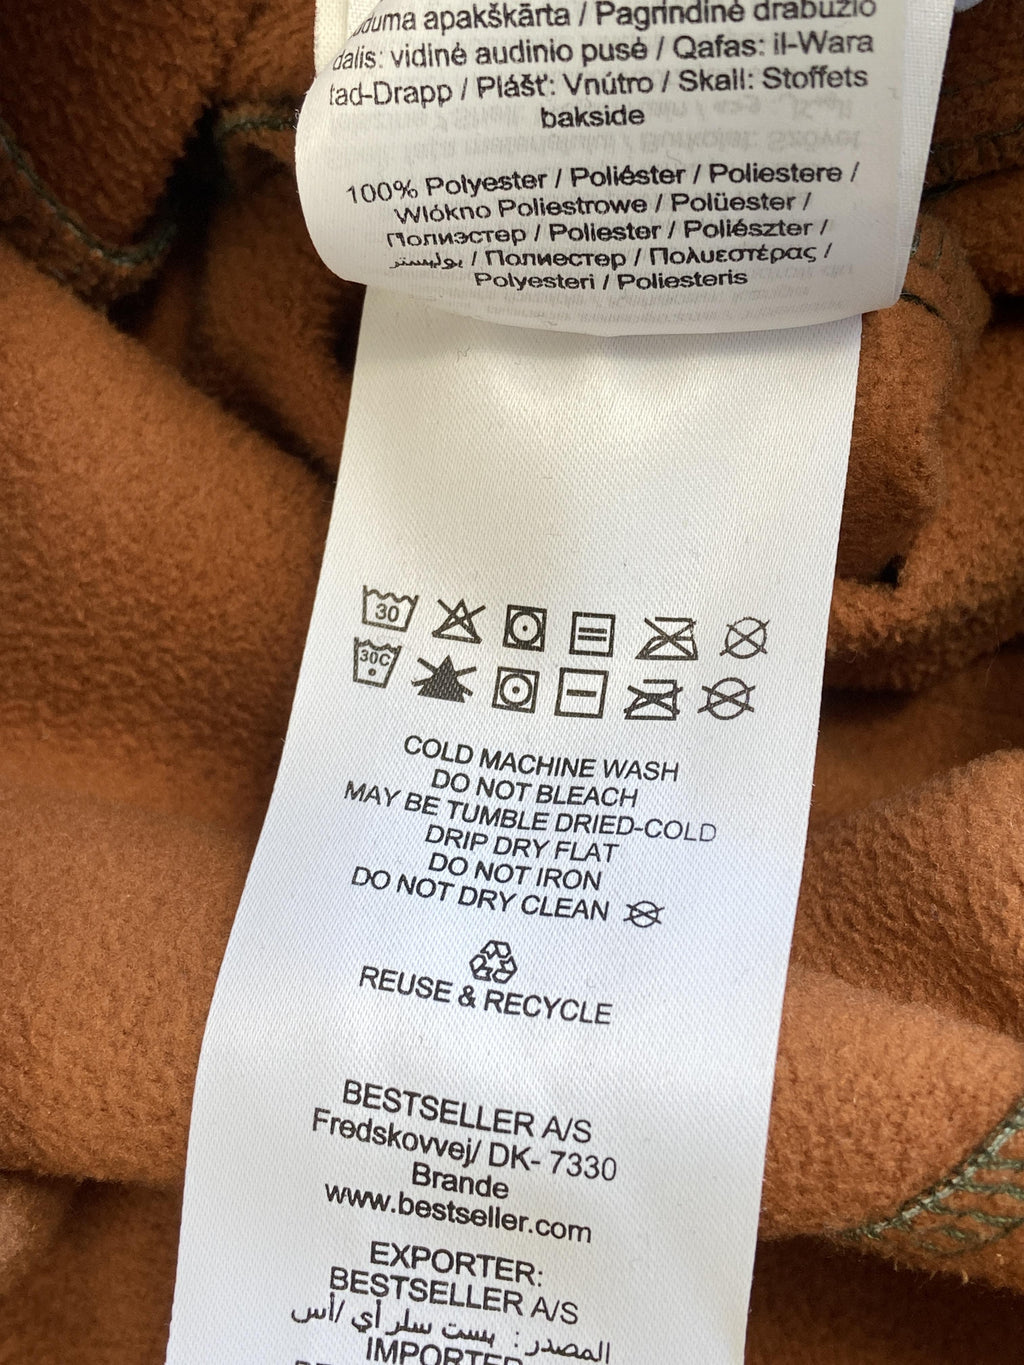 apakškārta / Pagrindinė drabužio
dalis: vidinė audinio pusė / Qafas: il-Wara
tad-Drapp / Plášť: Vnútro / Skall: Stoffets
bakside
100% Polyester / Poliéster / Poliestere /
Włókno Poliestrowe / Polüester /
Полиэстер / Poliester / Poliészter /
بوليستر / Полиестер / Πολυεστέρας /
Polyesteri / Poliesteris
30
30C
COLD MACHINE WASH
DO NOT BLEACH
MAY BE TUMBLE DRIED-COLD
DRIP DRY FLAT
DO NOT IRON
DO NOT DRY CLEAN
REUSE & RECYCLE
BESTSELLER A/S
Fredskovvej/ DK- 7330
Brande
www.bestseller.com
EXPORTER:
BESTSELLER A/S
المصدر: بست سلر أي /أس
IMPORTER